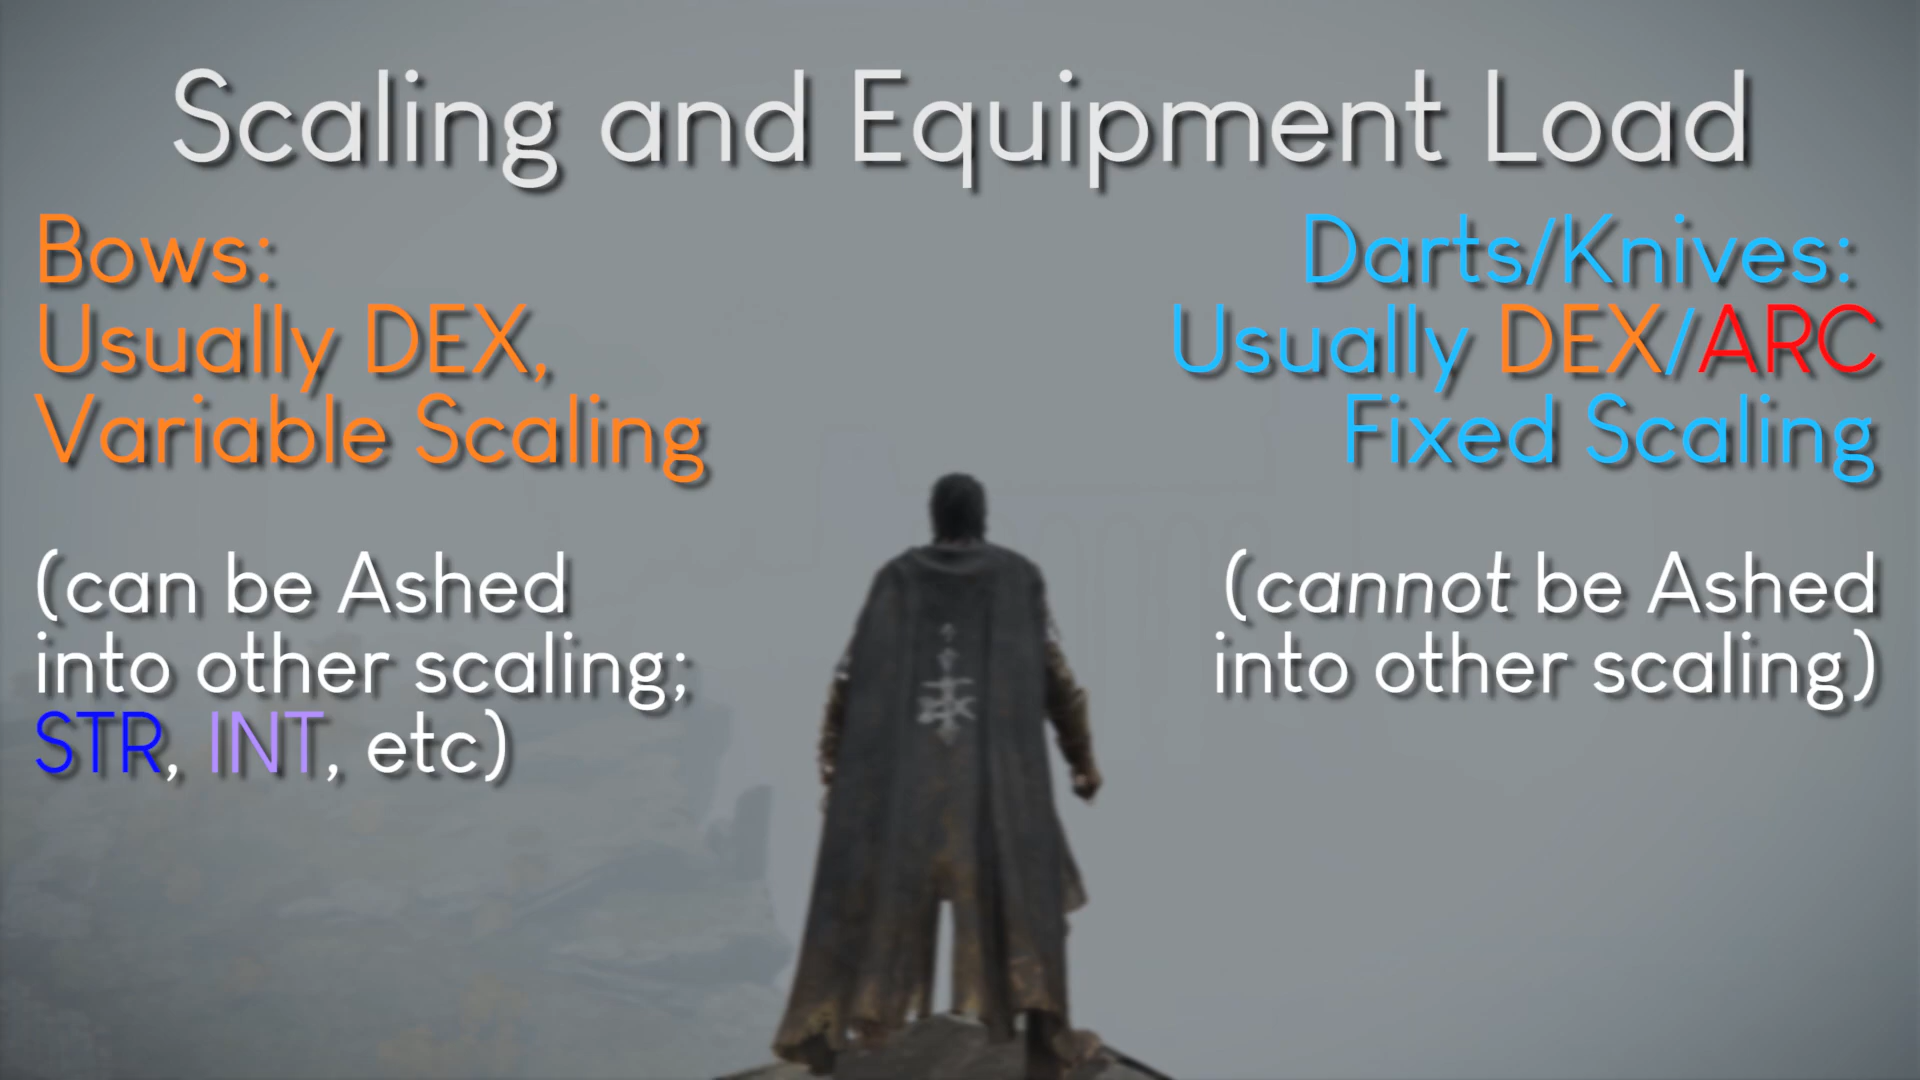 Scaling and Equipment Load
Bows:
Usually DEX,
Variable Scaling
(can be Ashed
into other scaling;
STR, INT, etc)
Darts/Knives:
Usually DEX/ARC
Fixed Scaling
(cannot be Ashed
into other scaling)